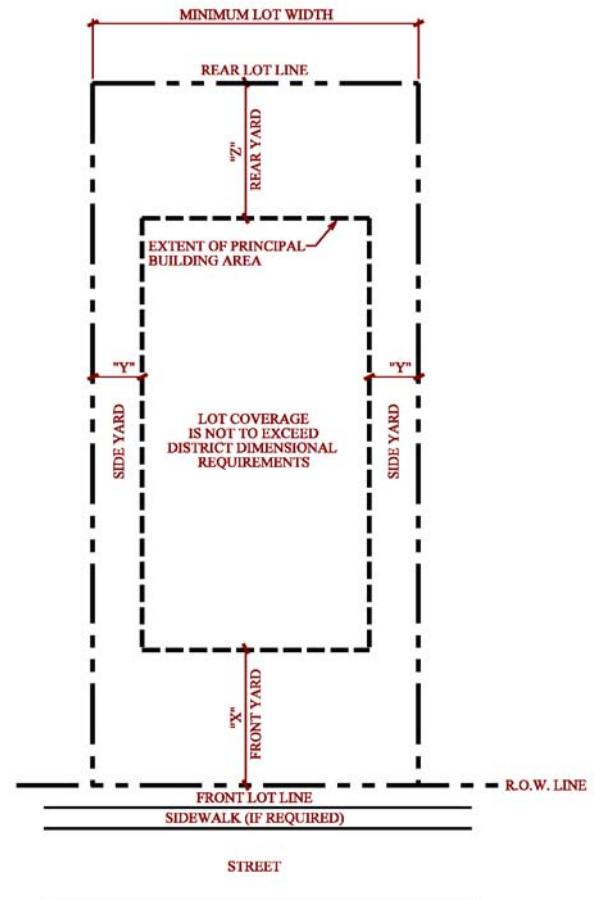 MINIMUM LOT WIDTH
REAR LOT LINE
"Z"
REAR YARD
EXTENT OF PRINCIPAL
BUILDING AREA
"Y"
"Y"
SIDE YARD
LOT COVERAGE
IS NOT TO EXCEED
DISTRICT DIMENSIONAL
REQUIREMENTS
SIDE YARD
"X"
FRONT YARD
R.O.W. LINE
FRONT LOT LINE
SIDEWALK (IF REQUIRED)
STREET